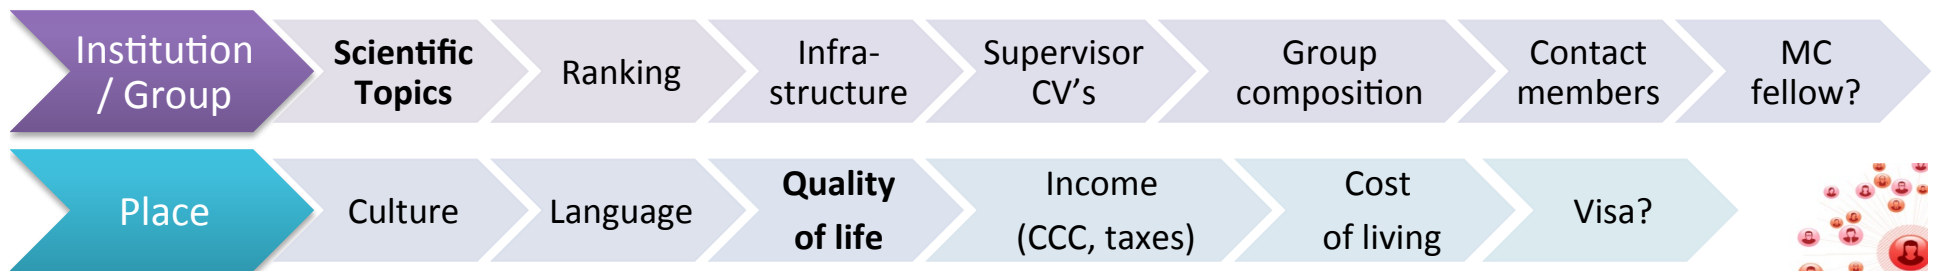 Institution
/ Group
Scientific
Topics
Ranking
Infra-
structure
Supervisor
CV's
Group
composition
Contact
members
MC
fellow?
Place
Culture
Language
Quality
of life
Income
(CCC, taxes)
Cost
of living
Visa?